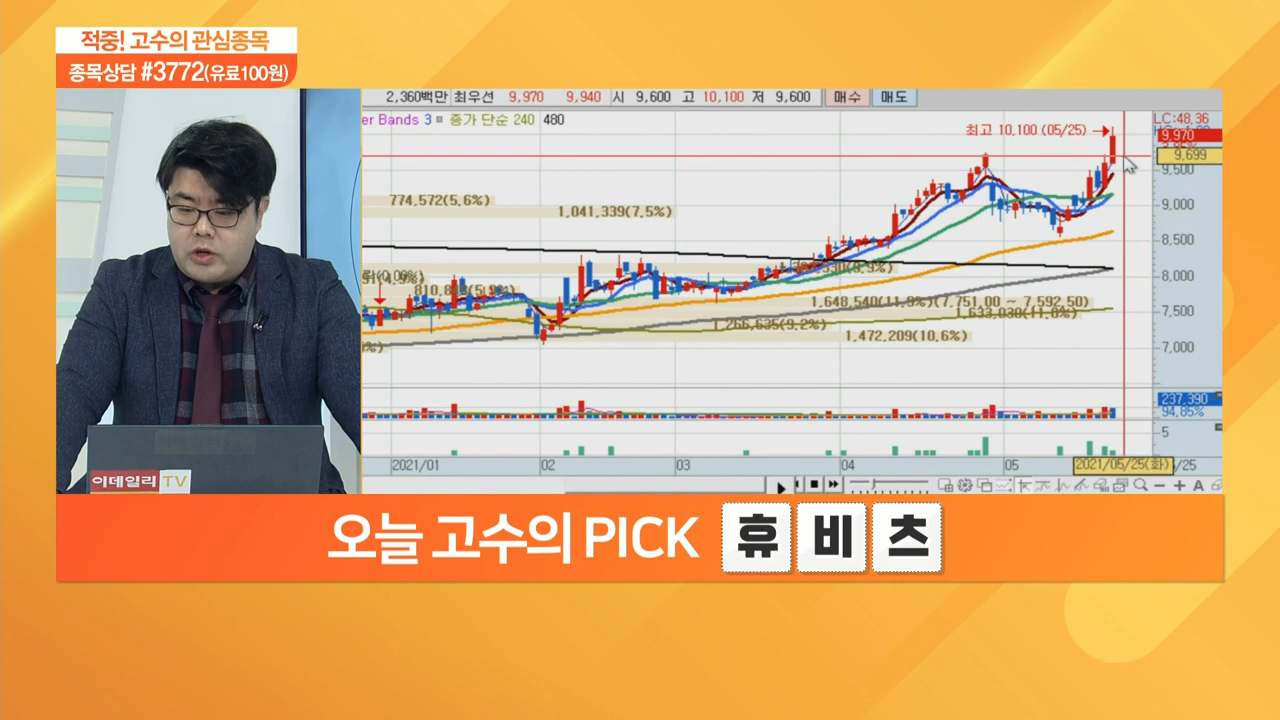 적중! 고수의 관심종목
종목상담 #3772(유료100원)
2,360백만 최우선 9,970 9,940 시 9,600 고 10,100 저 9,600 매수 매도
er Bands 3 종가 단순 240 480
LC:48.36
최고 10,100 (05/25)
9,970
9,699
9,500
774,572(5.6%)
1,041,339(7.5%)
9,000
8,500
8,000
1,648,540(11.9%)(7,751.00 ~ 7,592.50)
7,500
1,266,635(9.2%)
1,472,209(10.6%)
7,000
237,390
94.85%
5
2021/01 02 03 04 05 2021/05/25(화) /25
A
이데일리 TV
오늘 고수의 PICK 휴비츠